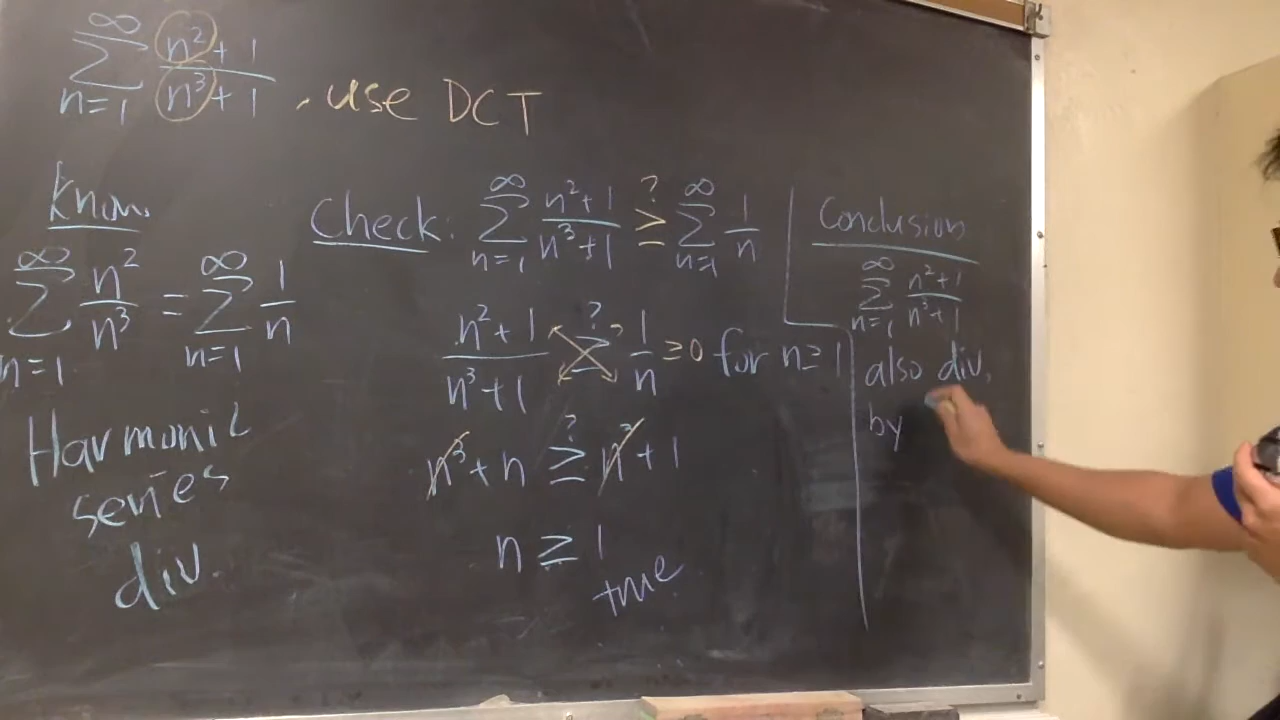 ∞
∑ n²+1 / n³+1 . use DCT
n=1
Know
∞ ∞
∑ n²/n³ = ∑ 1/n
n=1 n=1
Harmonic
series
div.
Check: ∞ ? ∞
∑ n²+1 / n³+1 ≥ ∑ 1/n
n=1 n=1
n²+1 / n³+1 ≥? 1/n ≥0 for n≥1
n³+n ≥? n³+1
n ≥ 1
true
Conclusion
∞
∑ n²+1 / n³+1
n=1
also div.
by